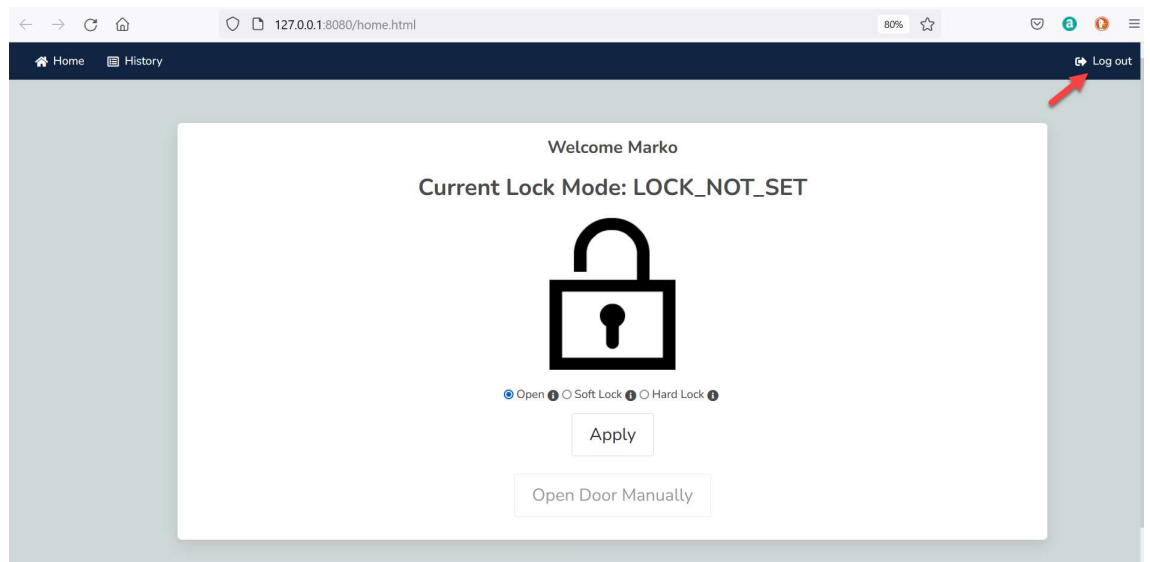 127.0.0.1:8080/home.html 80%
Home History Log out
Welcome Marko
Current Lock Mode: LOCK_NOT_SET
Open Soft Lock Hard Lock
Apply
Open Door Manually